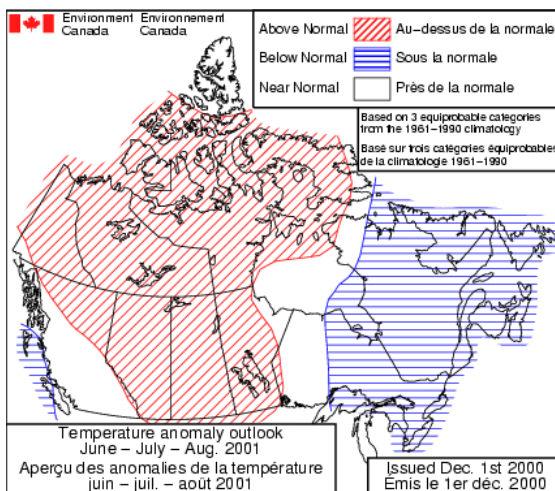 Environment Environnement
Canada Canada
Above Normal Au-dessus de la normale
Below Normal Sous la normale
Near Normal Près de la normale
Based on 3 equiprobable categories
from the 1961-1990 climatology
Basé sur trois catégories équiprobables
de la climatologie 1961-1990
Temperature anomaly outlook
June - July - Aug. 2001
Aperçu des anomalies de la température
juin - juil. - août 2001
Issued Dec. 1st 2000
Émis le 1er déc. 2000